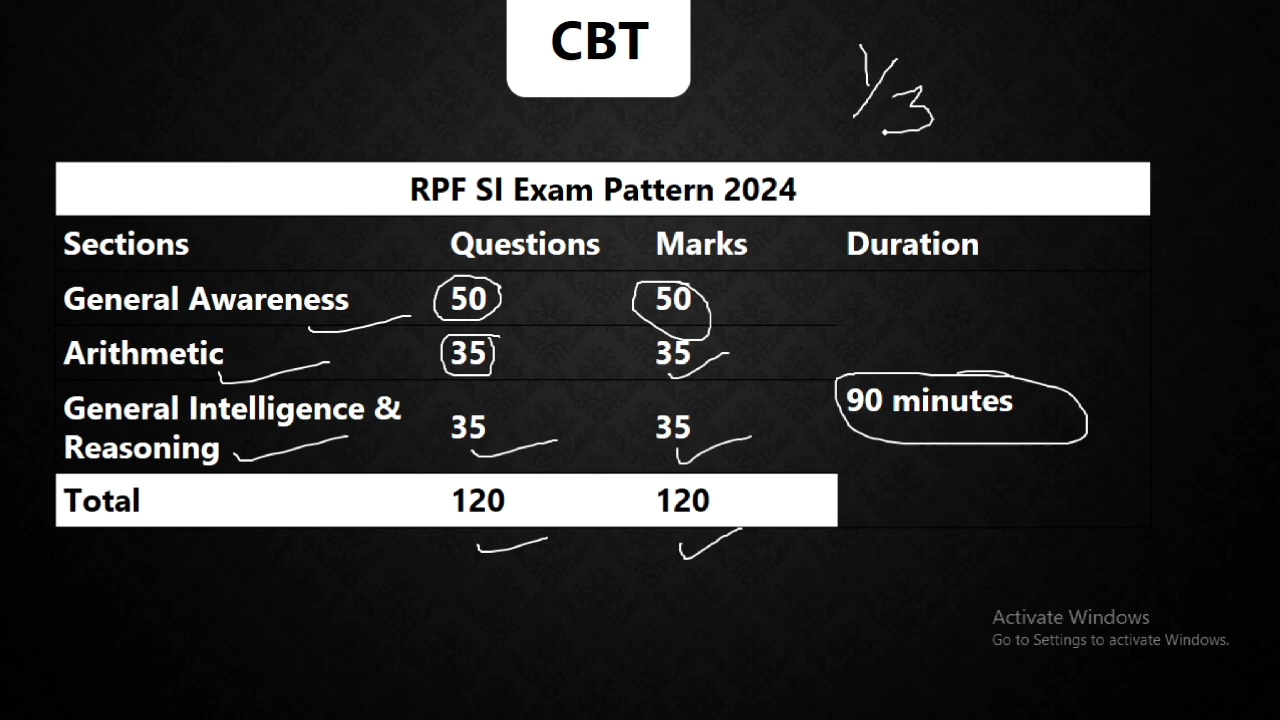 CBT
1/3
RPF SI Exam Pattern 2024
Sections Questions Marks Duration
General Awareness 50 50
Arithmetic 35 35
90 minutes
General Intelligence &
Reasoning 35 35
Total 120 120
Activate Windows
Go to Settings to activate Windows.